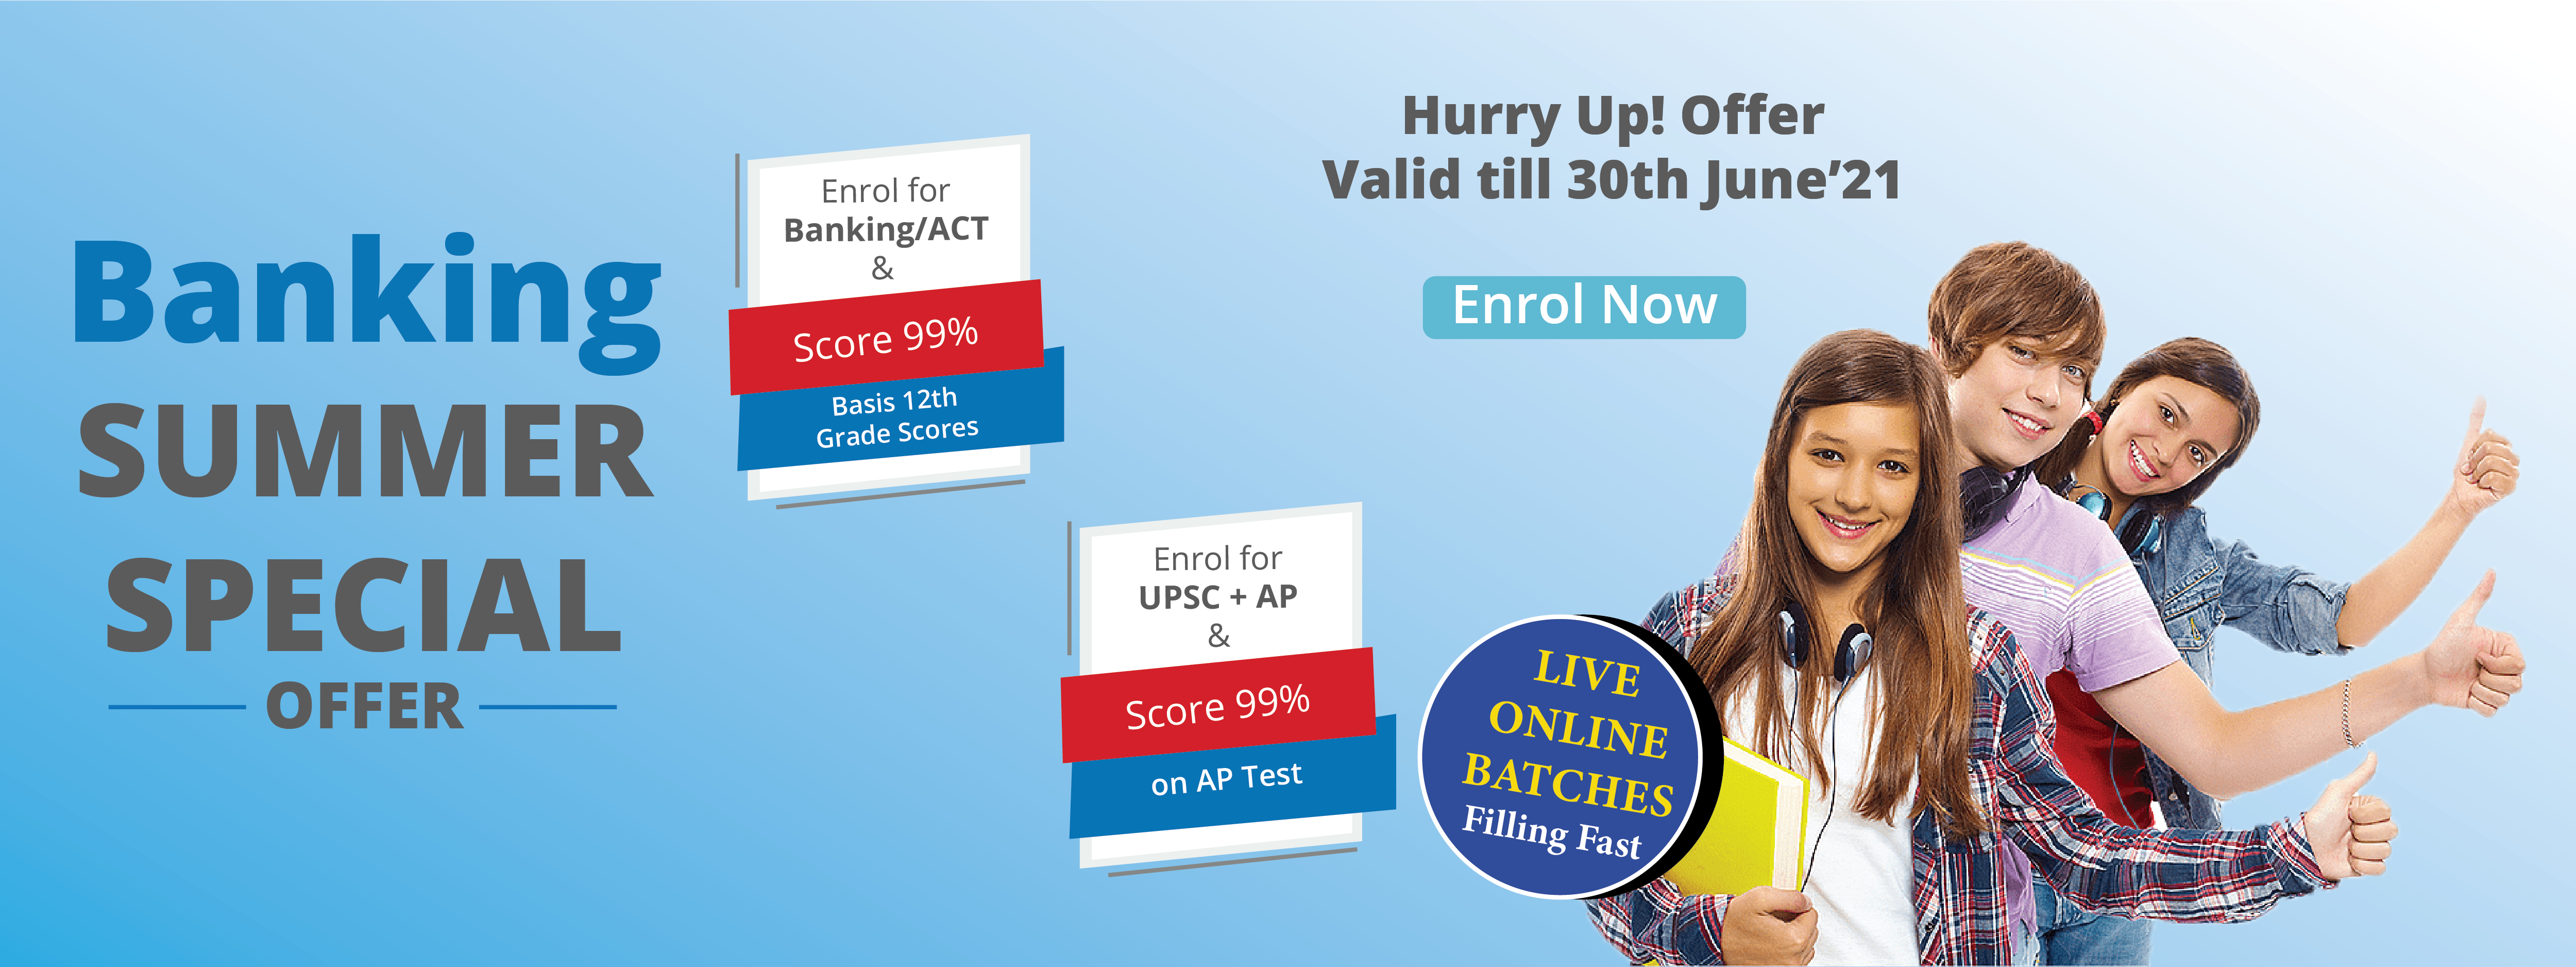 Banking
SUMMER
SPECIAL
OFFER
Enrol for
Banking/ACT
&
Score 99%
Basis 12th
Grade Scores
Enrol for
UPSC + AP
&
Score 99%
on AP Test
Hurry Up! Offer
Valid till 30th June’21
Enrol Now
LIVE
ONLINE
BATCHES
Filling Fast